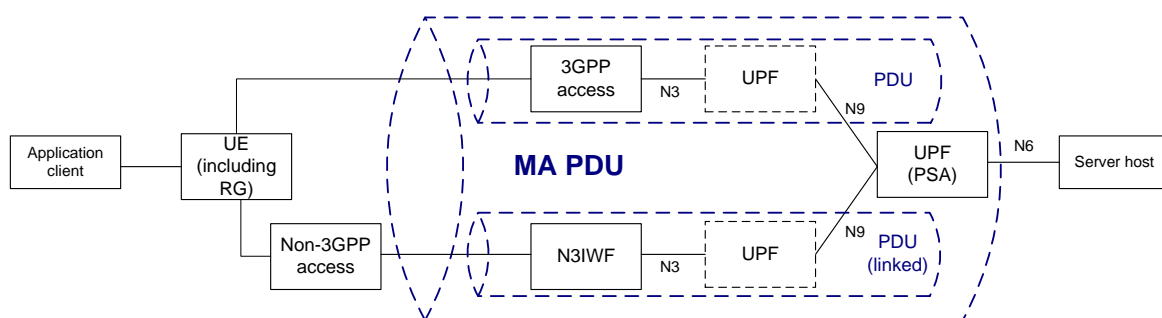 3GPP
access
N3
UPF
PDU
N9
Application
client
UE
(including
RG)
MA PDU
UPF
(PSA)
N6
Server host
Non-3GPP
access
N3IWF
N3
UPF
N9
PDU
(linked)